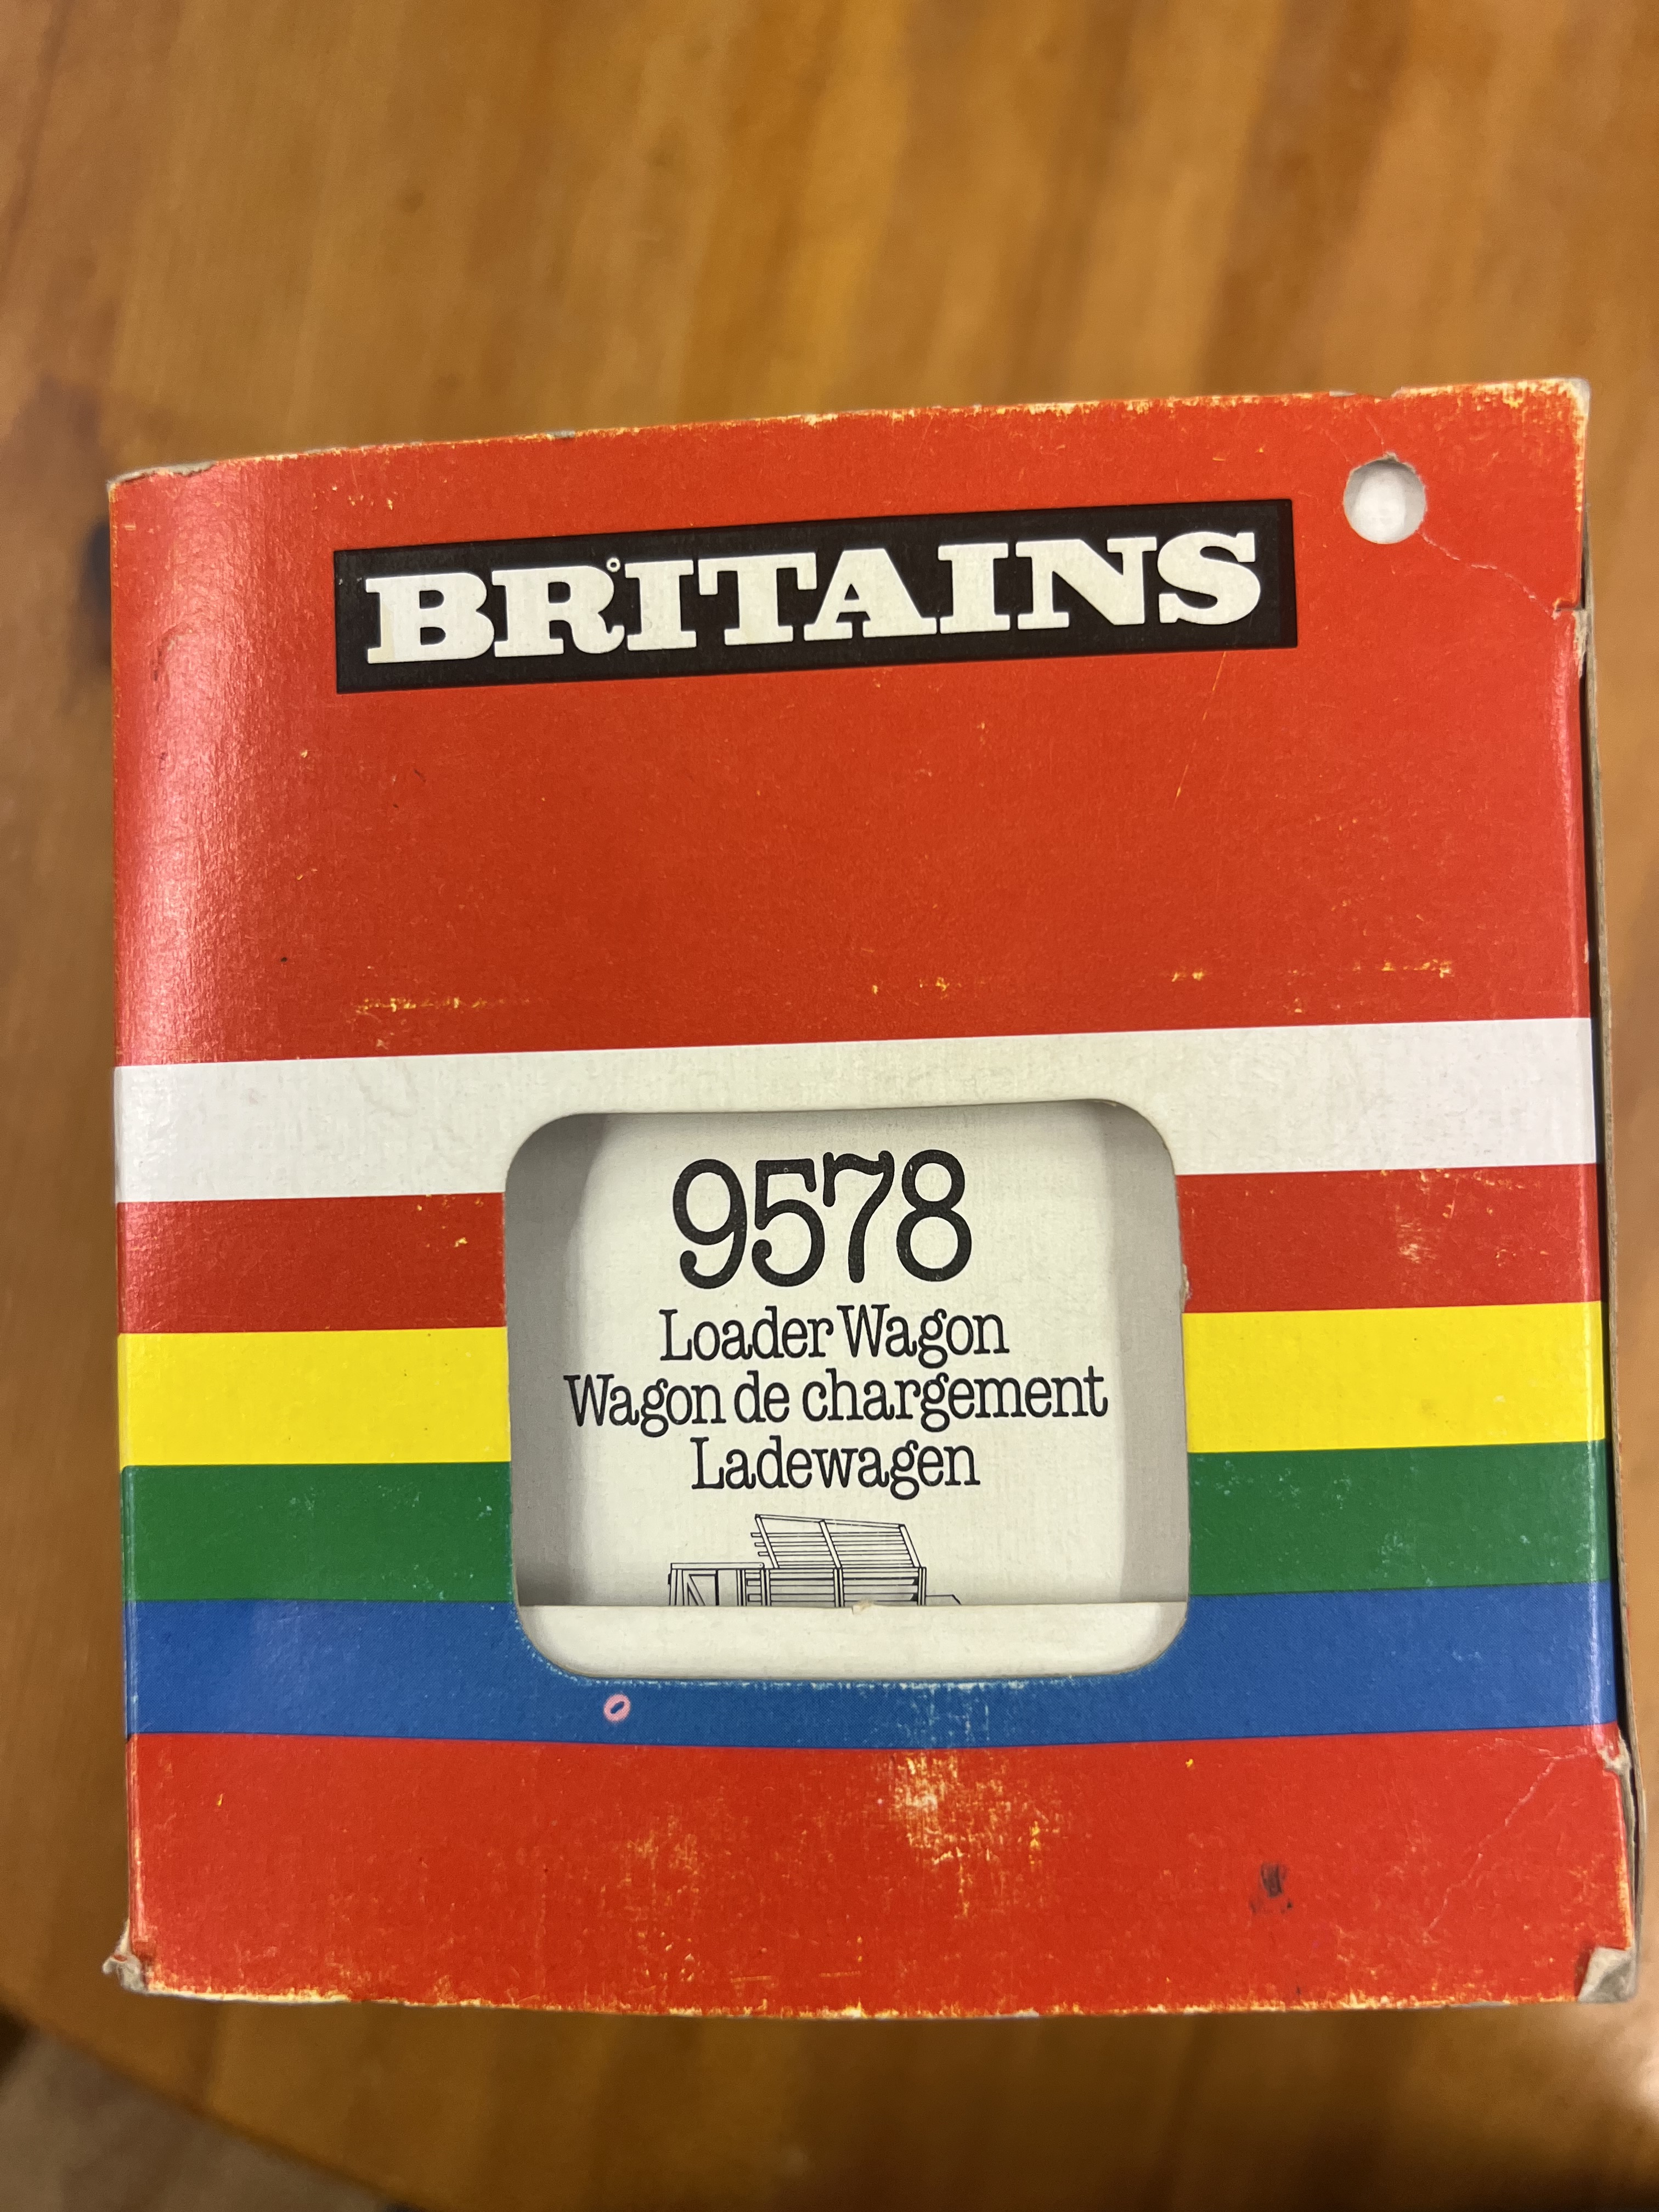 BRITAINS
9578
Loader Wagon
Wagon de chargement
Ladewagen